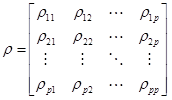 ρ = [ ρ₁₁ ρ₁₂ ⋯ ρ₁ₚ
ρ₂₁ ρ₂₂ ⋯ ρ₂ₚ
⋮ ⋮ ⋱ ⋮
ρₚ₁ ρₚ₂ ⋯ ρₚₚ ]